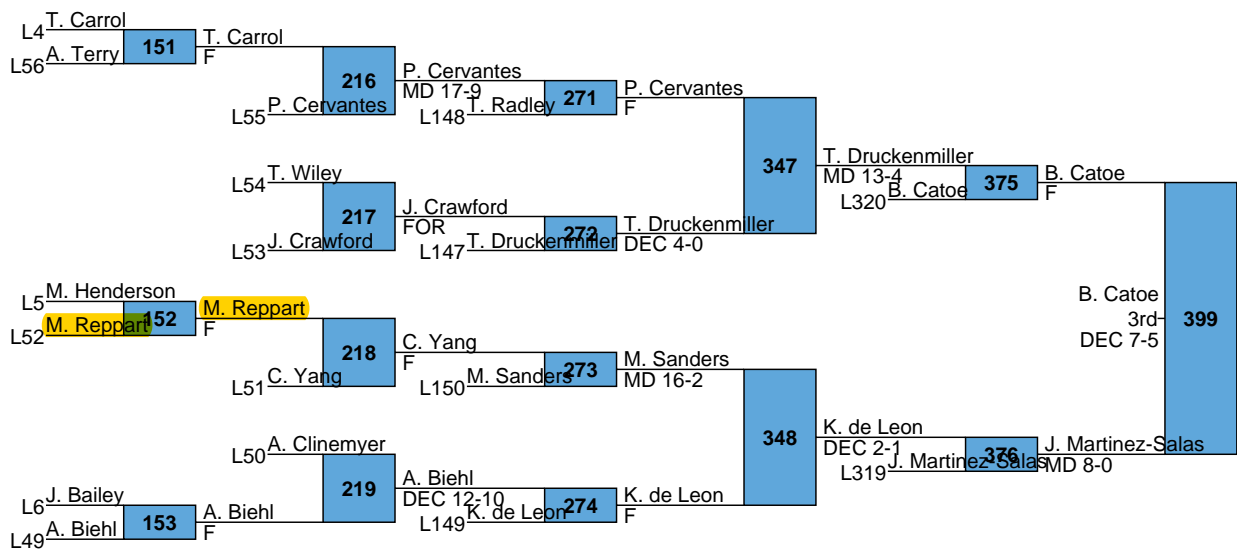 T. Carrol
L4
151
T. Carrol
F
A. Terry
L56
216
P. Cervantes
MD 17-9
P. Cervantes
L55
271
P. Cervantes
F
T. Radley
L148
347
T. Druckenmiller
MD 13-4
T. Wiley
L54
217
J. Crawford
FOR
J. Crawford
L53
272
T. Druckenmiller
DEC 4-0
T. Druckenmiller
L147
B. Catoe
L320
375
B. Catoe
F
M. Henderson
L5
152
M. Reppart
F
M. Reppart
L52
218
C. Yang
F
C. Yang
L51
273
M. Sanders
MD 16-2
M. Sanders
L150
348
K. de Leon
DEC 2-1
A. Clinemyer
L50
219
A. Biehl
DEC 12-10
J. Bailey
L6
153
A. Biehl
F
A. Biehl
L49
274
K. de Leon
F
K. de Leon
L149
J. Martinez-Salas
L319
376
J. Martinez-Salas
MD 8-0
B. Catoe
3rd
DEC 7-5
399